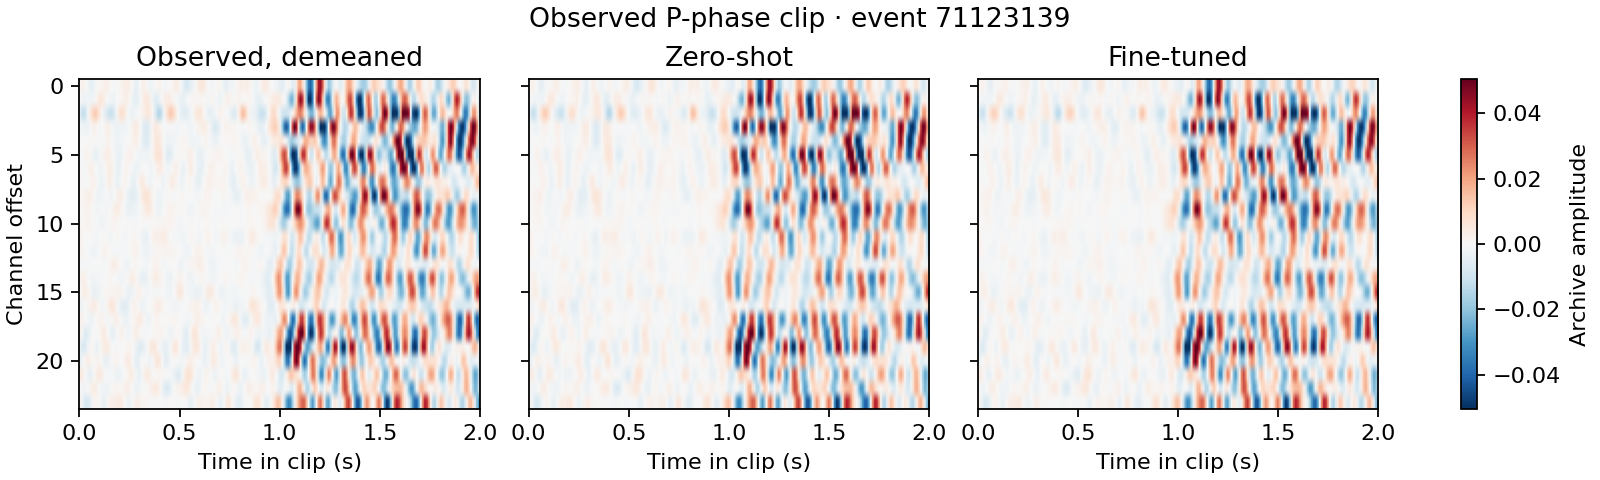 Observed P-phase clip · event 71123139
Observed, demeaned
Zero-shot
Fine-tuned
0
5
10
15
20
Channel offset
0.0 0.5 1.0 1.5 2.0
0.0 0.5 1.0 1.5 2.0
0.0 0.5 1.0 1.5 2.0
Time in clip (s)
Time in clip (s)
Time in clip (s)
0.04
0.02
0.00
−0.02
−0.04
Archive amplitude